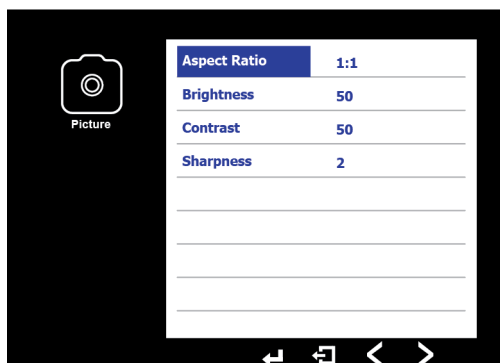 Picture
Aspect Ratio 1:1
Brightness 50
Contrast 50
Sharpness 2